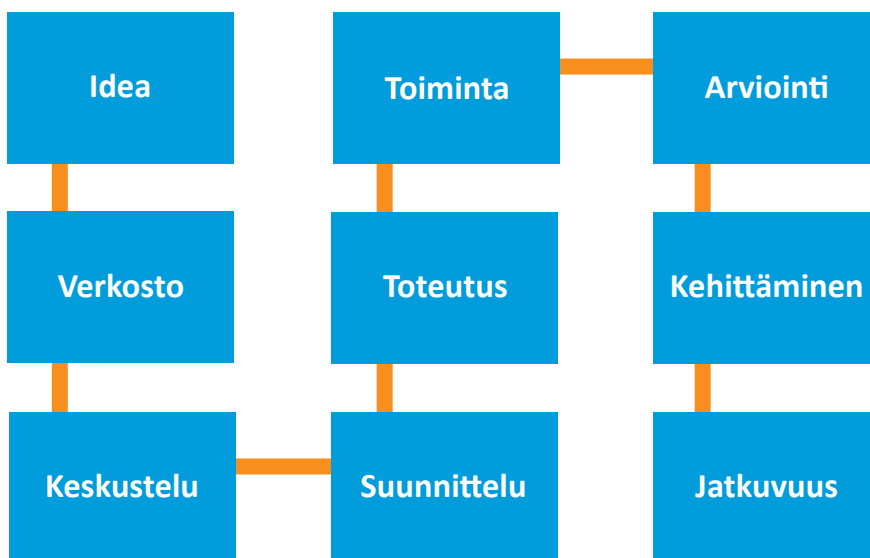 Idea
Verkosto
Keskustelu
Suunnittelu
Toteutus
Toiminta
Arviointi
Kehittäminen
Jatkuvuus